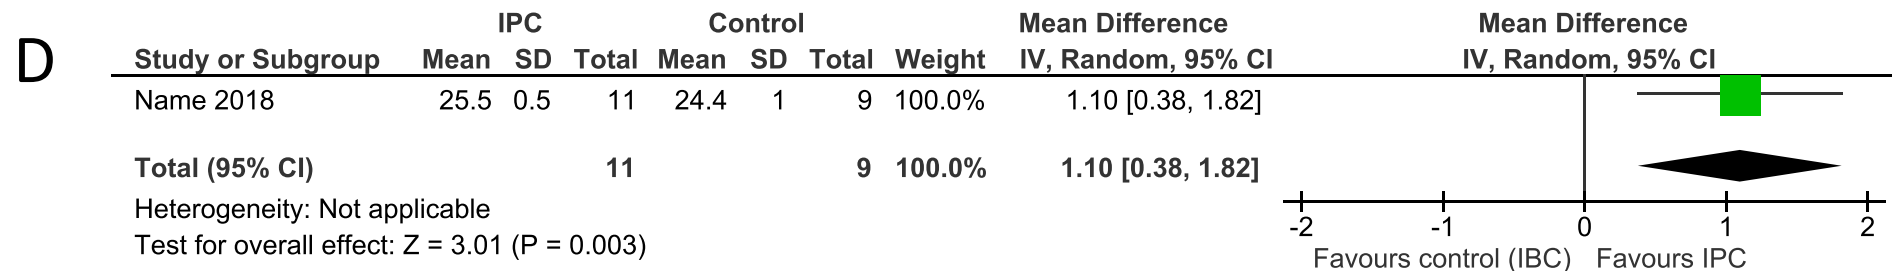 D
IPC Control Mean Difference Mean Difference
Study or Subgroup Mean SD Total Mean SD Total Weight IV, Random, 95% CI IV, Random, 95% CI
Name 2018 25.5 0.5 11 24.4 1 9 100.0% 1.10 [0.38, 1.82]
Total (95% CI) 11 9 100.0% 1.10 [0.38, 1.82]
Heterogeneity: Not applicable
Test for overall effect: Z = 3.01 (P = 0.003)
-2 -1 0 1 2
Favours control (IBC) Favours IPC